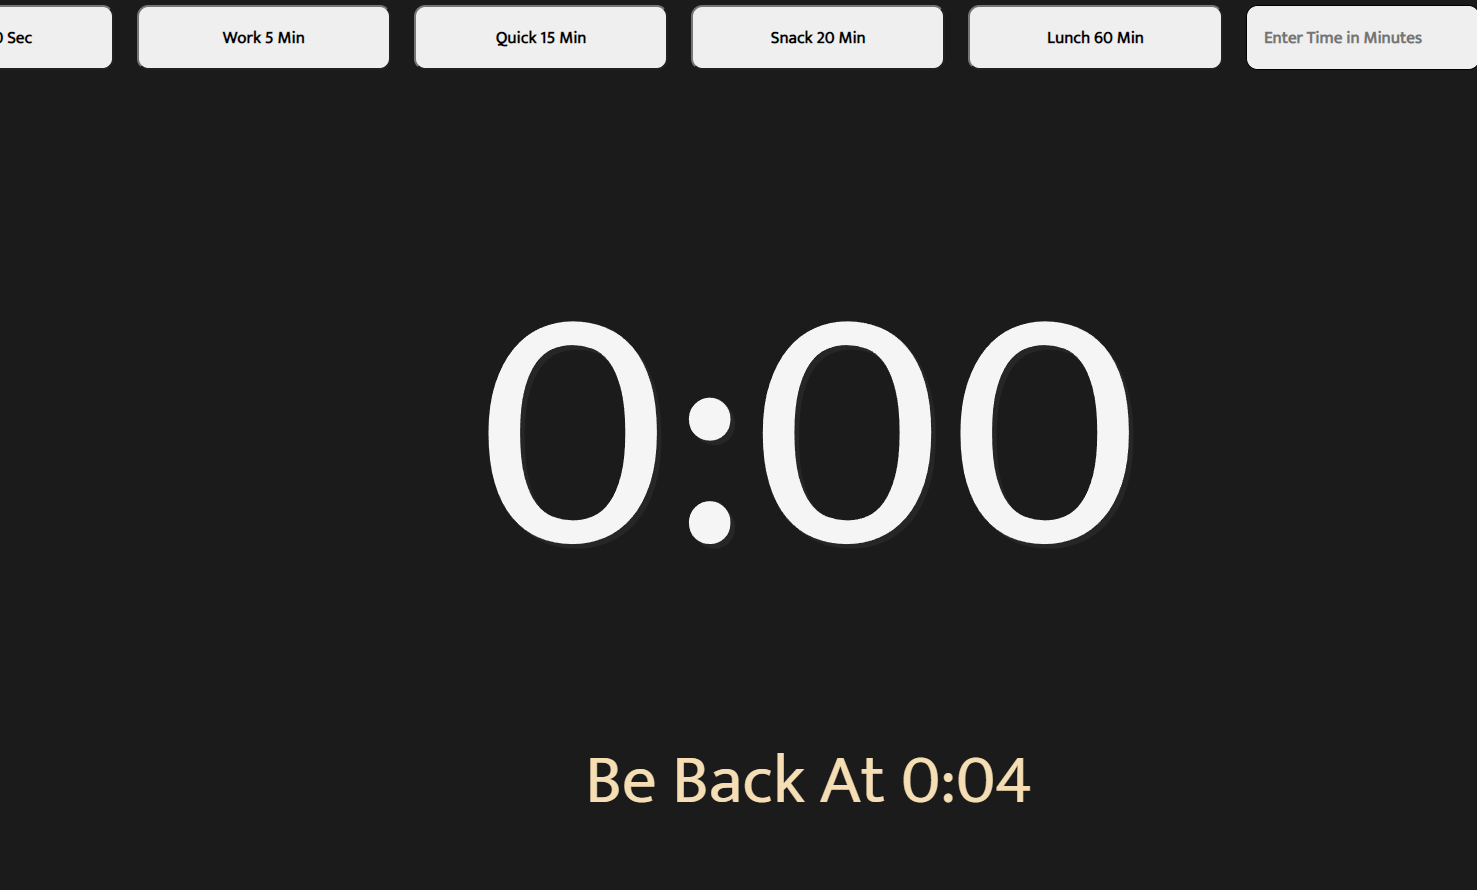 Sec
Work 5 Min
Quick 15 Min
Snack 20 Min
Lunch 60 Min
Enter Time in Minutes
0:00
Be Back At 0:04